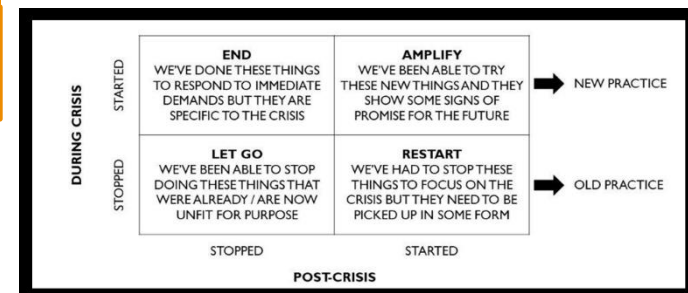 END
WE'VE DONE THESE THINGS
TO RESPOND TO IMMEDIATE
DEMANDS BUT THEY ARE
SPECIFIC TO THE CRISIS
AMPLIFY
WE'VE BEEN ABLE TO TRY
THESE NEW THINGS AND THEY
SHOW SOME SIGNS OF
PROMISE FOR THE FUTURE
NEW PRACTICE
DURING CRISIS
STARTED
STOPPED
LET GO
WE'VE BEEN ABLE TO STOP
DOING THESE THINGS THAT
WERE ALREADY / ARE NOW
UNFIT FOR PURPOSE
RESTART
WE'VE HAD TO STOP THESE
THINGS TO FOCUS ON THE
CRISIS BUT THEY NEED TO BE
PICKED UP IN SOME FORM
OLD PRACTICE
STOPPED
STARTED
POST-CRISIS